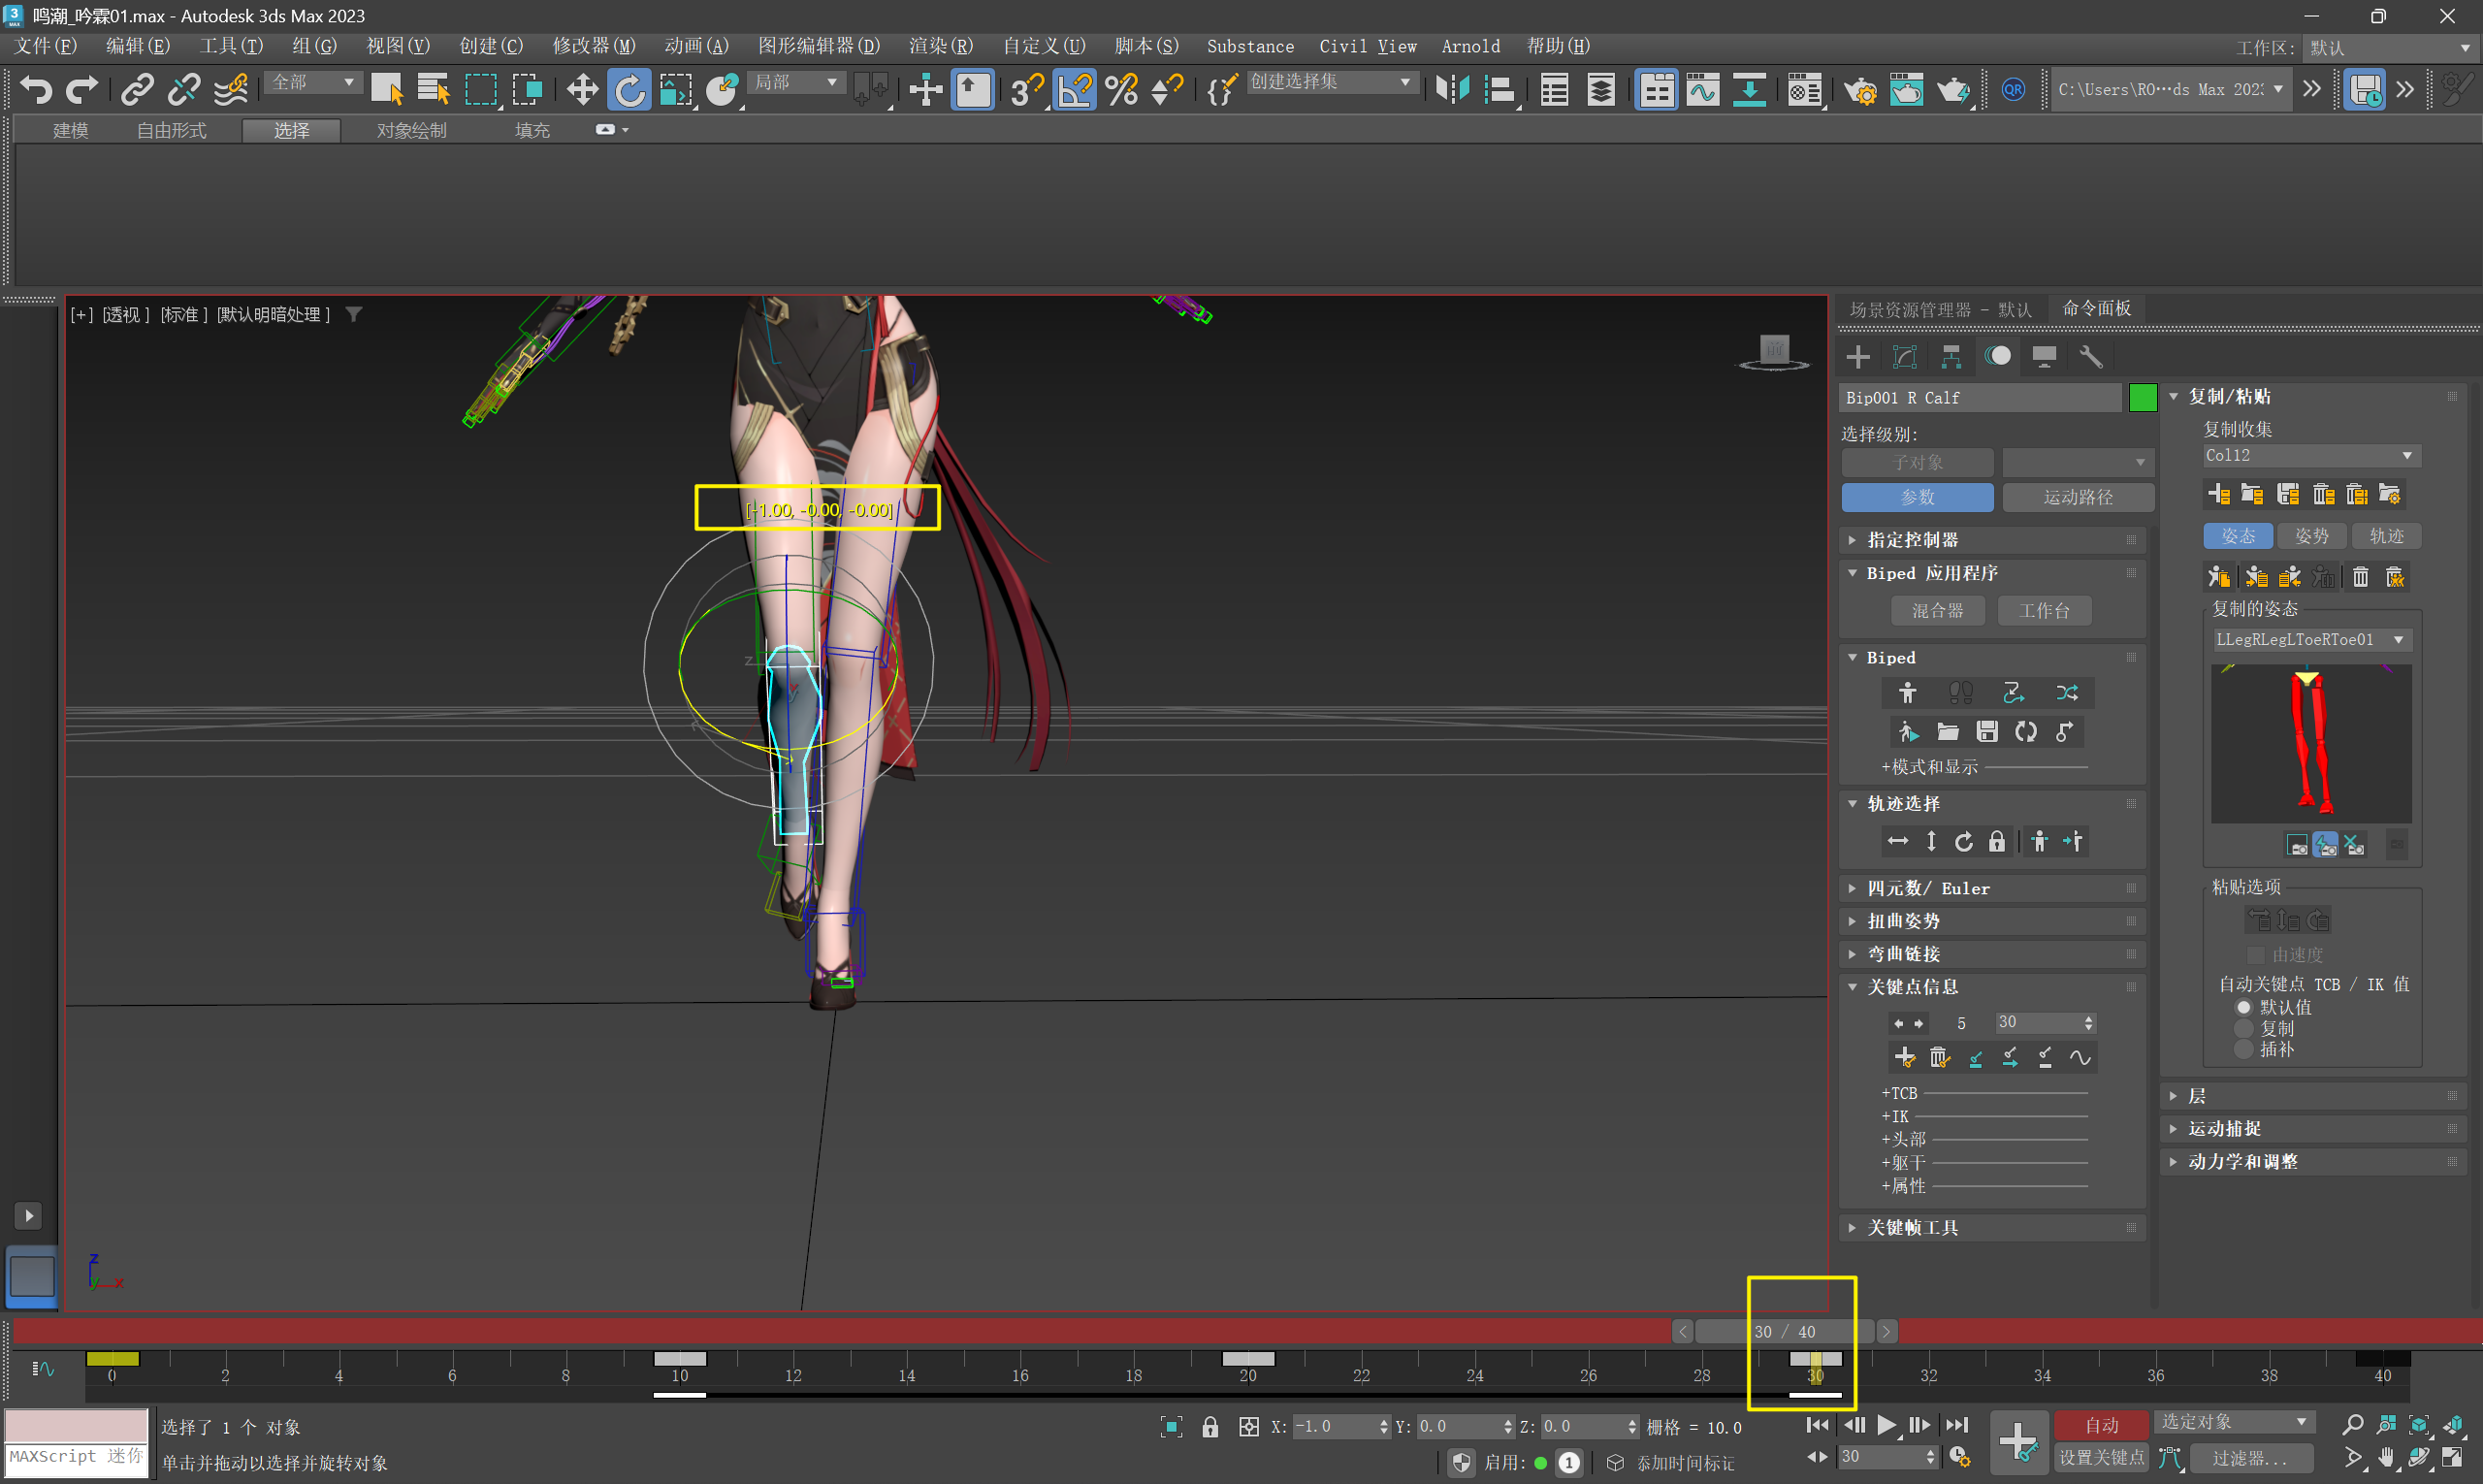 鸣潮_吟霖01.max - Autodesk 3ds Max 2023
文件(F) 编辑(E) 工具(T) 组(G) 视图(V) 创建(C) 修改器(M) 动画(A) 图形编辑器(D) 渲染(R) 自定义(U) 脚本(S) Substance Civil View Arnold 帮助(H) 工作区: 默认
全部 局部 创建选择集 QR C:\Users\RO…ds Max 202
建模 自由形式 选择 对象绘制 填充
[+] [透视] [标准] [默认明暗处理]
场景资源管理器 - 默认 命令面板
Bip001 R Calf
选择级别:
子对象
参数 运动路径
指定控制器
Biped 应用程序
混合器 工作台
Biped
+模式和显示
轨迹选择
四元数/ Euler
扭曲姿势
弯曲链接
关键点信息
5 30
+TCB
+IK
+头部
+躯干
+属性
关键帧工具
复制/粘贴
复制收集
Col12
姿态 姿势 轨迹
复制的姿态
LLegRLegLToeRToe01
粘贴选项
由速度
自动关键点 TCB / IK 值
默认值
复制
插补
层
运动捕捉
动力学和调整
[-1.00, -0.00, -0.00]
z
y
z
y x
30 / 40
0 2 4 6 8 10 12 14 16 18 20 22 24 26 28 30 32 34 36 38 40
选择了 1 个 对象 X: -1.0 Y: 0.0 Z: 0.0 栅格 = 10.0 自动 选定对象
MAXScript 迷你 单击并拖动以选择并旋转对象 启用: 1 添加时间标记 30 设置关键点 过滤器...